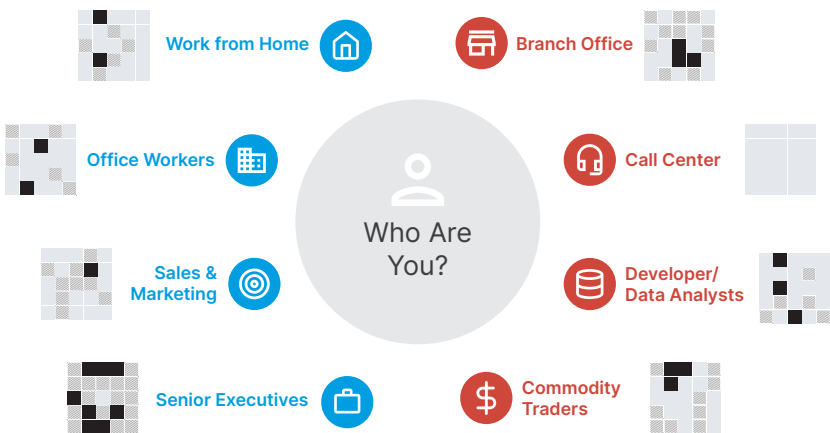 Work from Home
Branch Office
Office Workers
Call Center
Who Are
You?
Sales &
Marketing
Developer/
Data Analysts
Senior Executives
Commodity
Traders